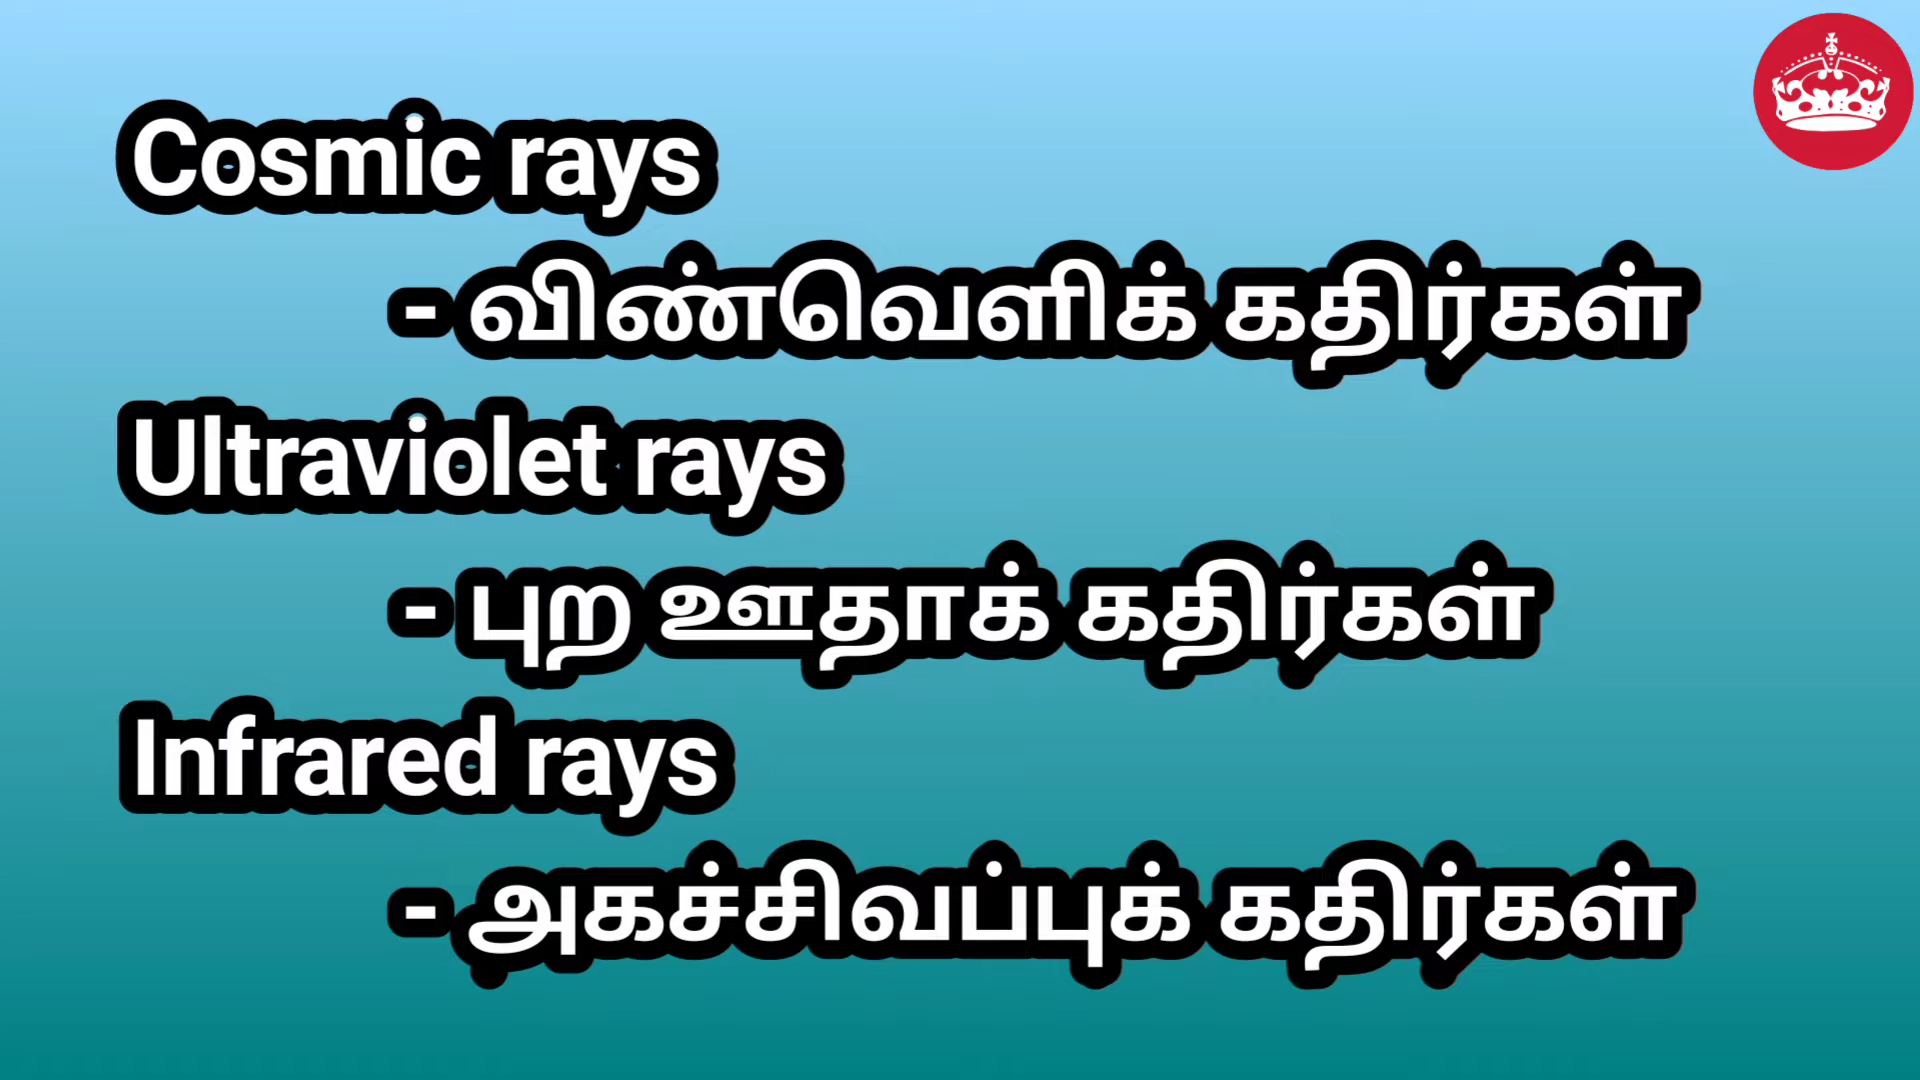 Cosmic rays
- விண்வெளிக் கதிர்கள்
Ultraviolet rays
- புற ஊதாக் கதிர்கள்
Infrared rays
- அகச்சிவப்புக் கதிர்கள்